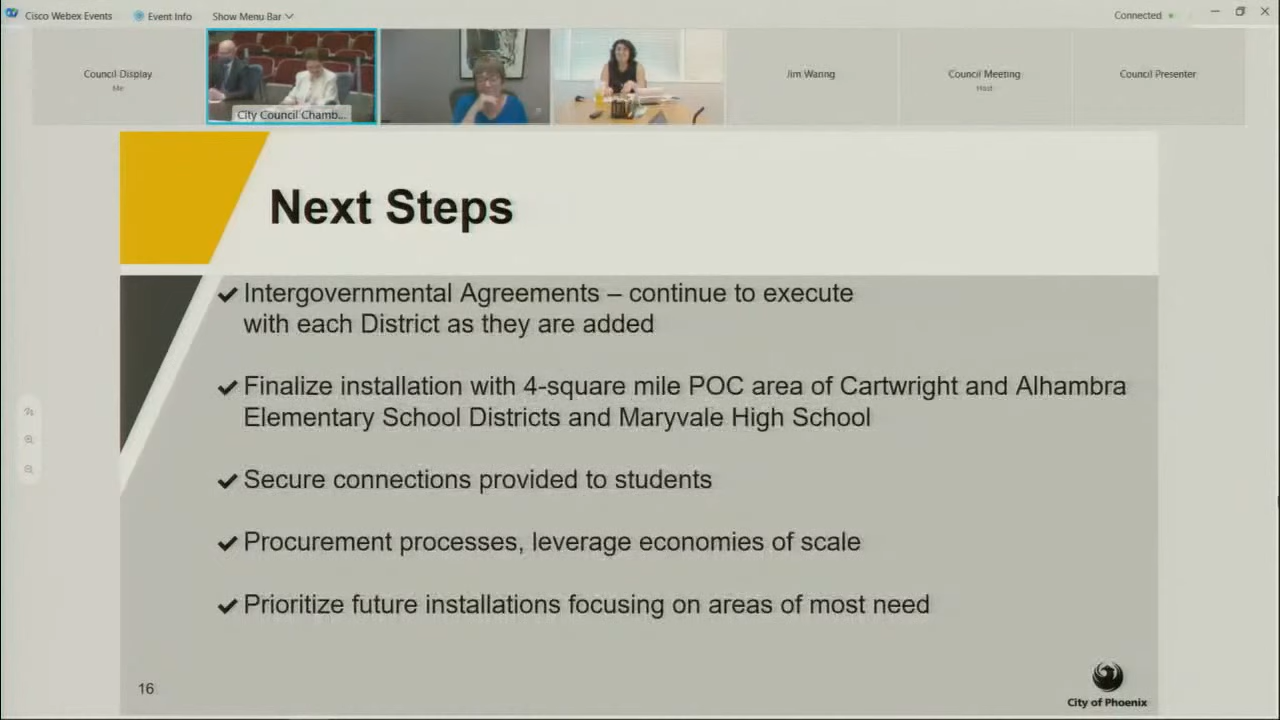 Cisco Webex Events
Event Info
Show Menu Bar
Connected
Council Display
Me
City Council Chamb...
Jim Waring
Council Meeting
Host
Council Presenter
Next Steps
Intergovernmental Agreements – continue to execute
with each District as they are added
Finalize installation with 4-square mile POC area of Cartwright and Alhambra
Elementary School Districts and Maryvale High School
Secure connections provided to students
Procurement processes, leverage economies of scale
Prioritize future installations focusing on areas of most need
16
City of Phoenix